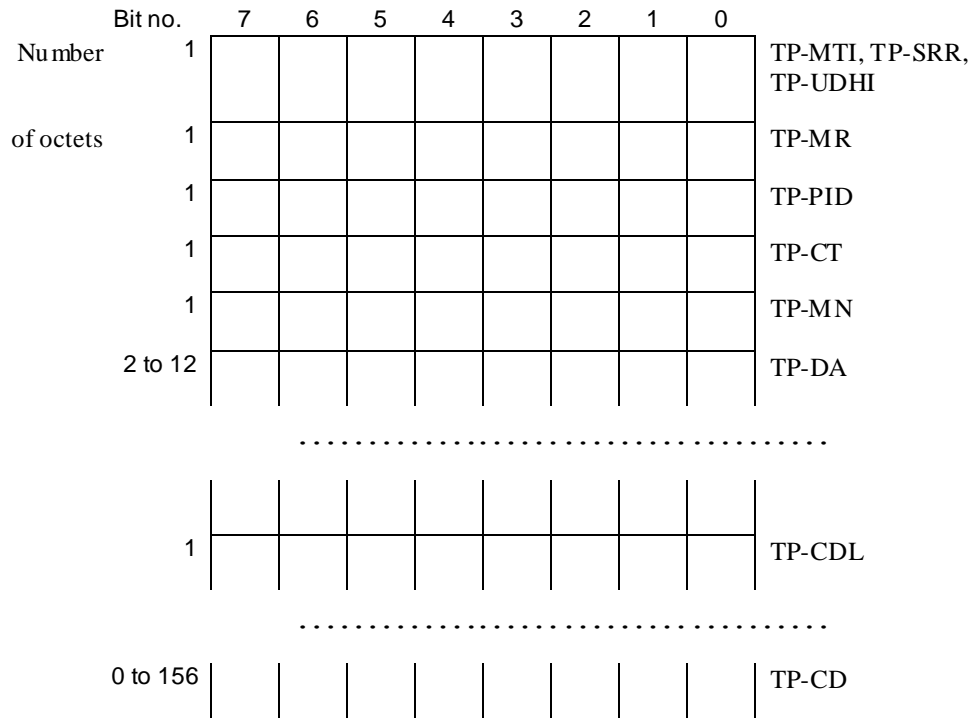 Bit no. 7 6 5 4 3 2 1 0
Number 1 TP-MTI, TP-SRR,
TP-UDHI
of octets 1 TP-MR
1 TP-PID
1 TP-CT
1 TP-MN
2 to 12 TP-DA
1 TP-CDL
0 to 156 TP-CD